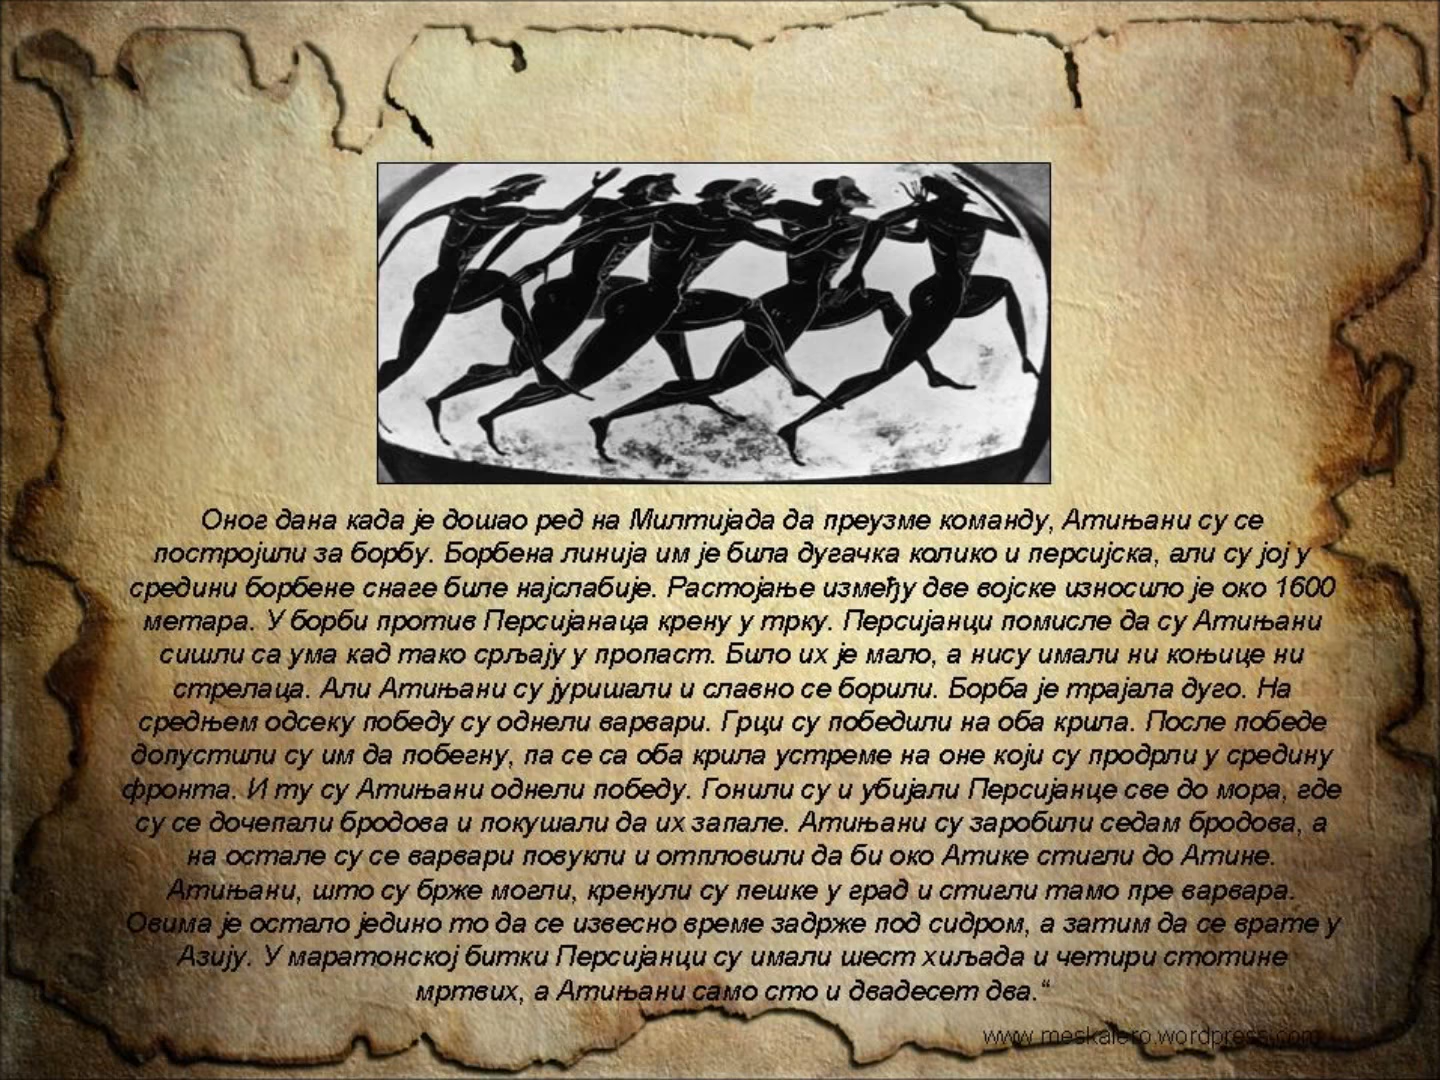 Оног дана када је дошао ред на Милтијада да преузме команду, Атињани су се
постројили за борбу. Борбена линија им је била дугачка колико и персијска, али су јој у
средини борбене снаге биле најслабије. Растојање између две војске износило је око 1600
метара. У борби против Персијанаца крену у трку. Персијанци помисле да су Атињани
сишли са ума кад тако срљају у пропаст. Било их је мало, а нису имали ни коњице ни
стрелаца. Али Атињани су јуришали и славно се борили. Борба је трајала дуго. На
средњем одсеку победу су однели варвари. Грци су победили на оба крила. После победе
допустили су им да побегну, па се са оба крила устреме на оне који су продрли у средину
фронта. И ту су Атињани однели победу. Гонили су и убијали Персијанце све до мора, где
су се дочепали бродова и покушали да их запале. Атињани су заробили седам бродова, а
на остале су се варвари повукли и отпловили да би око Атике стигли до Атине.
Атињани, што су брже могли, кренули су пешке у град и стигли тамо пре варвара.
Овима је остало једино то да се извесно време задрже под сидром, а затим да се врате у
Азију. У маратонској битки Персијанци су имали шест хиљада и четири стотине
мртвих, а Атињани само сто и двадесет два.“
www.meskalero.wordpress.com